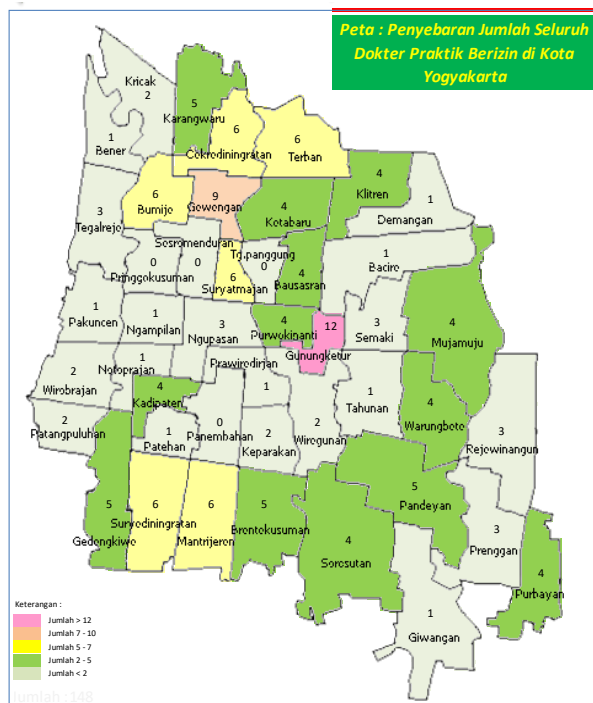 Peta : Penyebaran Jumlah Seluruh
Dokter Praktik Berizin di Kota
Yogyakarta
Kricak
2
5
Karangwaru
1
Bener
6
Cokrodiningratan
6
Terban
6
Bumijo
9
Gowongan
4
Kotabaru
4
Klitren
1
Demangan
3
Tegalrejo
Sosromenduran
0
Pringgokusuman
0
6
Suryatmajan
Tg.panggung
0
4
Bausasran
1
Baciro
1
Pakuncen
1
Ngampilan
3
Ngupasan
4
Purwokinanti
12
Gunungketur
3
Semaki
4
Mujamuju
2
Wirobrajan
1
Notoprajan
Prawirodirjan
1
4
Kadipaten
1
Tahunan
4
Warungboto
3
Rejowinangun
2
Patangpuluhan
1
Patehan
0
Panembahan
2
Keparakan
2
Wirogunan
5
Gedongkiwo
6
Suryodiningratan
6
Mantrijeron
5
Brontokusuman
4
Sorosutan
5
Pandeyan
3
Prenggan
4
Purbayan
1
Giwangan
Keterangan :
Jumlah > 12
Jumlah 7 - 10
Jumlah 5 - 7
Jumlah 2 - 5
Jumlah < 2
Jumlah :148